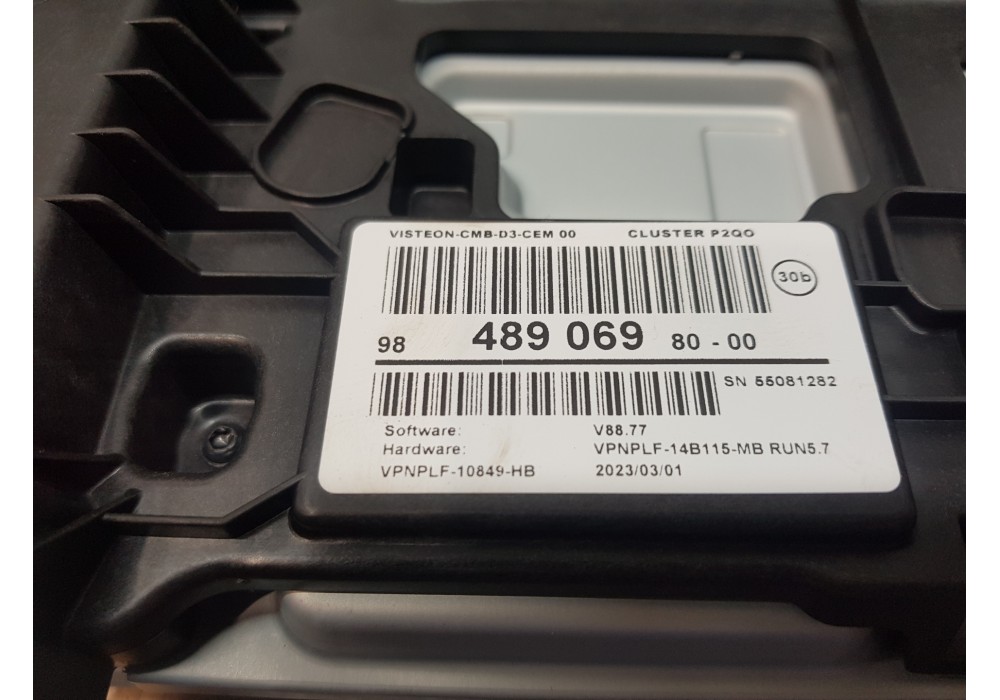 VISTEON-CMB-D3-CEM 00 CLUSTER P2QO
30b
98 489 069 80 - 00
SN 55081282
Software: V88.77
Hardware: VPNPLF-14B115-MB RUN5.7
VPNPLF-10849-HB 2023/03/01